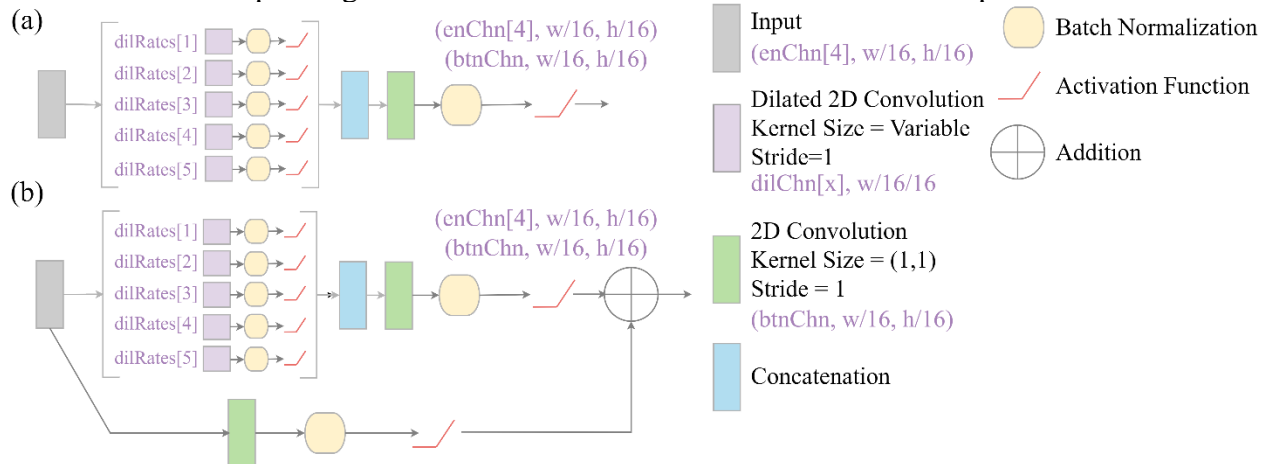 (a)
dilRates[1]
dilRates[2]
dilRates[3]
dilRates[4]
dilRates[5]
(enChn[4], w/16, h/16)
(btnChn, w/16, h/16)
(b)
dilRates[1]
dilRates[2]
dilRates[3]
dilRates[4]
dilRates[5]
(enChn[4], w/16, h/16)
(btnChn, w/16, h/16)
Input
(enChn[4], w/16, h/16)
Dilated 2D Convolution
Kernel Size = Variable
Stride=1
dilChn[x], w/16/16
2D Convolution
Kernel Size = (1,1)
Stride = 1
(btnChn, w/16, h/16)
Concatenation
Batch Normalization
Activation Function
Addition